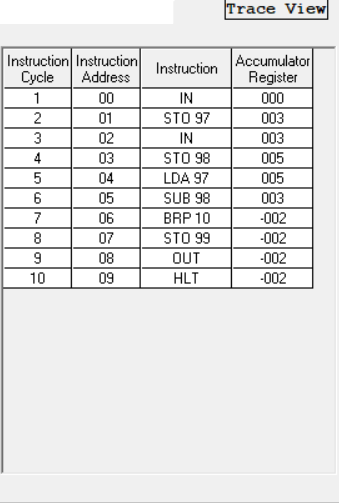 Trace View
Instruction Cycle Instruction Address Instruction Accumulator Register
1 00 IN 000
2 01 STO 97 003
3 02 IN 003
4 03 STO 98 005
5 04 LDA 97 005
6 05 SUB 98 003
7 06 BRP 10 -002
8 07 STO 99 -002
9 08 OUT -002
10 09 HLT -002